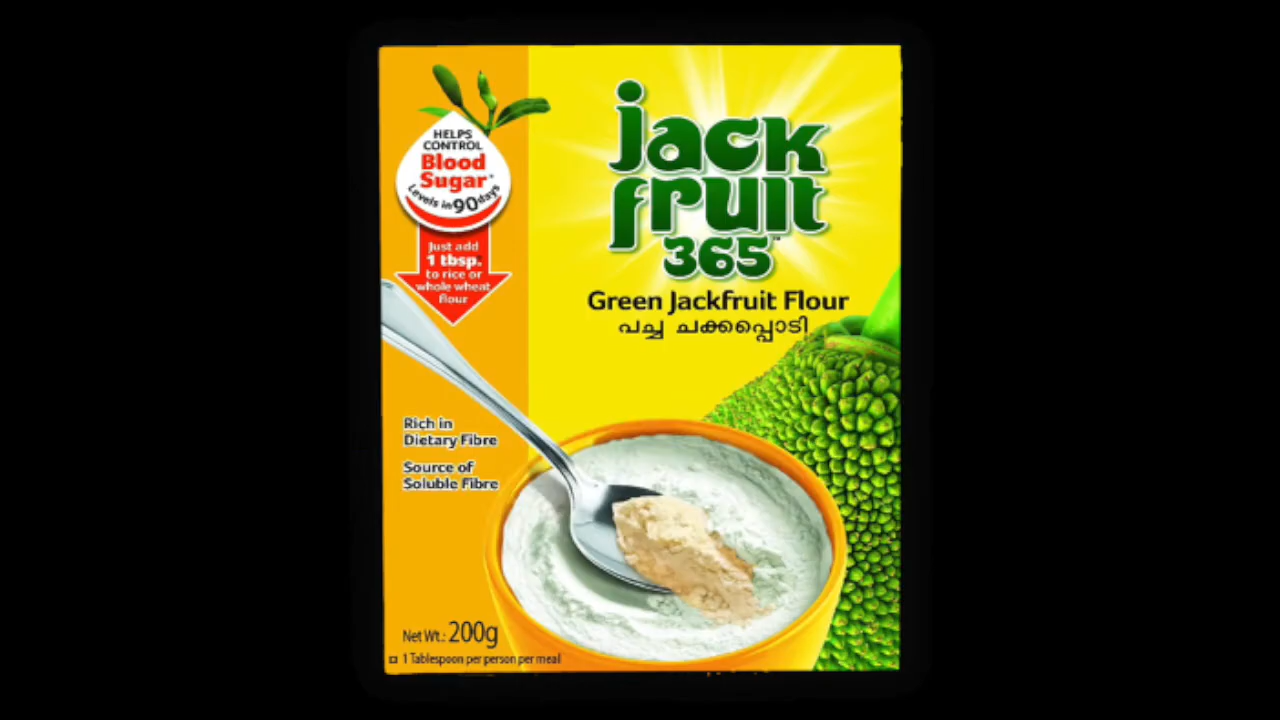 HELPS
CONTROL
Blood
Sugar*
Levels in 90 days
Just add
1 tbsp.
to rice or
whole wheat
flour
jack
fruit
365™
Green Jackfruit Flour
പച്ച ചക്കപ്പൊടി
Rich in
Dietary Fibre
Source of
Soluble Fibre
Net Wt.: 200g
1 Tablespoon per person per meal